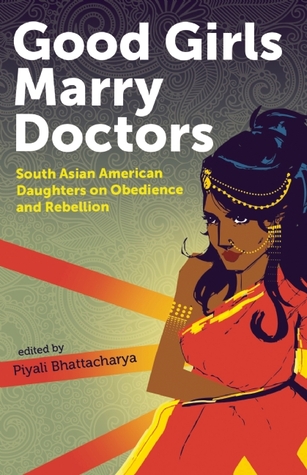 Good Girls
Marry
Doctors
South Asian American
Daughters on Obedience
and Rebellion
edited by
Piyali Bhattacharya